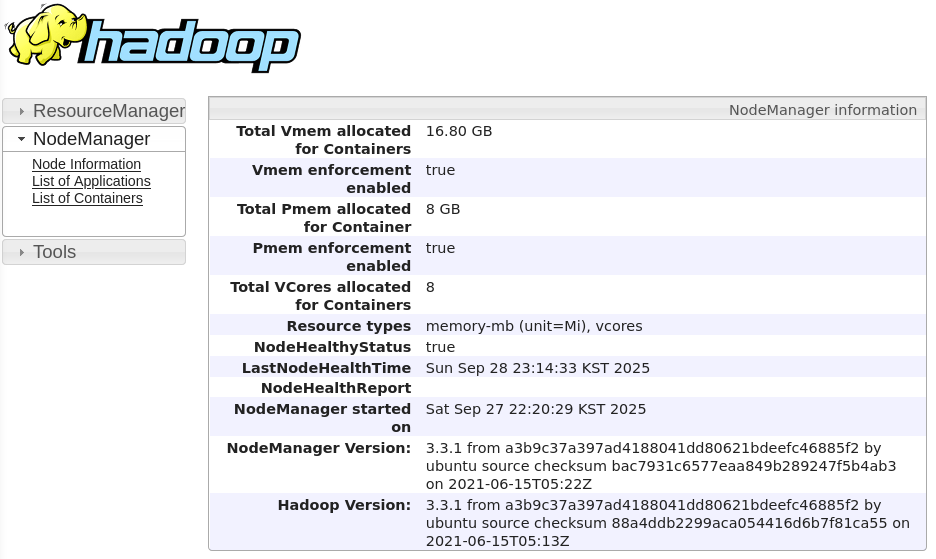 hadoop
ResourceManager
NodeManager
Node Information
List of Applications
List of Containers
Tools
NodeManager information
Total Vmem allocated
for Containers
16.80 GB
Vmem enforcement
enabled
true
Total Pmem allocated
for Container
8 GB
Pmem enforcement
enabled
true
Total VCores allocated
for Containers
8
Resource types
memory-mb (unit=Mi), vcores
NodeHealthyStatus
true
LastNodeHealthTime
Sun Sep 28 23:14:33 KST 2025
NodeHealthReport
NodeManager started
on
Sat Sep 27 22:20:29 KST 2025
NodeManager Version:
3.3.1 from a3b9c37a397ad4188041dd80621bdeefc46885f2 by
ubuntu source checksum bac7931c6577eaa849b289247f5b4ab3
on 2021-06-15T05:22Z
Hadoop Version:
3.3.1 from a3b9c37a397ad4188041dd80621bdeefc46885f2 by
ubuntu source checksum 88a4ddb2299aca054416d6b7f81ca55 on
2021-06-15T05:13Z